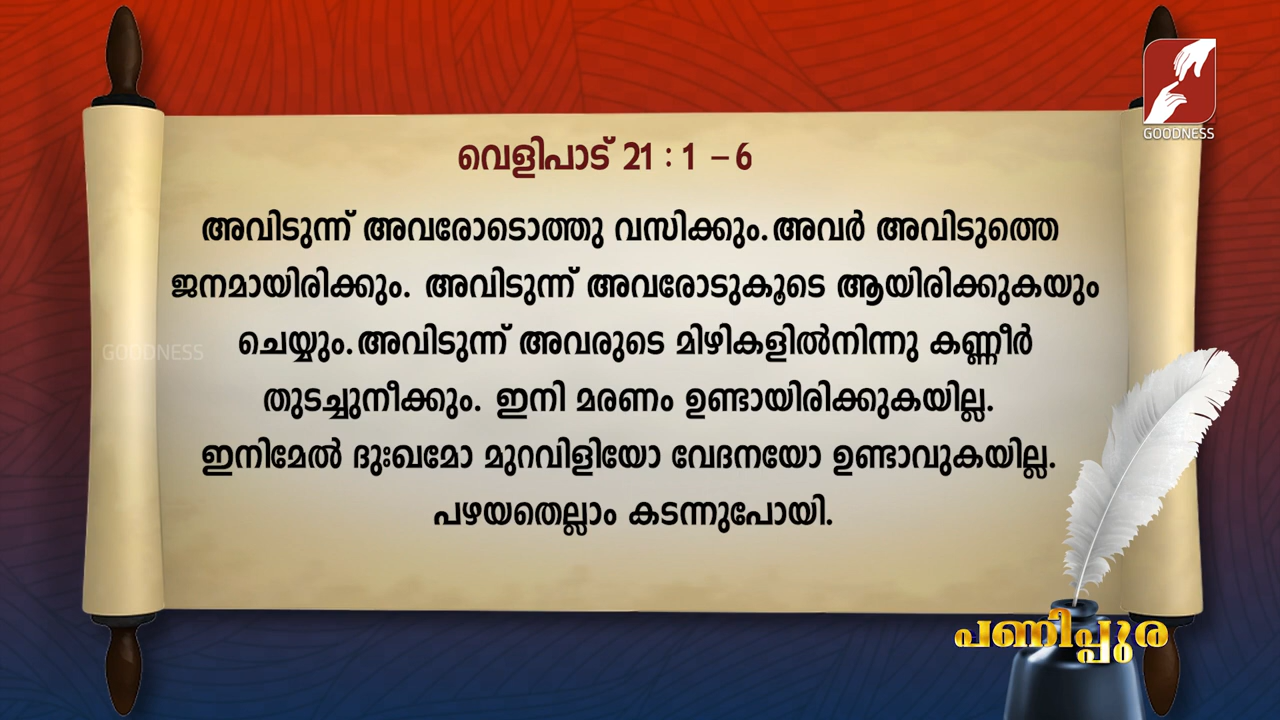 GOODNESS
വെളിപാട് 21 : 1 – 6
അവിടുന്ന് അവരോടൊത്തു വസിക്കും.അവർ അവിടുത്തെ
ജനമായിരിക്കും. അവിടുന്ന് അവരോടുകൂടെ ആയിരിക്കുകയും
ചെയ്യും.അവിടുന്ന് അവരുടെ മിഴികളിൽനിന്നു കണ്ണീർ
GOODNESS
തുടച്ചുനീക്കും. ഇനി മരണം ഉണ്ടായിരിക്കുകയില്ല.
ഇനിമേൽ ദുഃഖമോ മുറവിളിയോ വേദനയോ ഉണ്ടാവുകയില്ല.
പഴയതെല്ലാം കടന്നുപോയി.
പണിപ്പുര